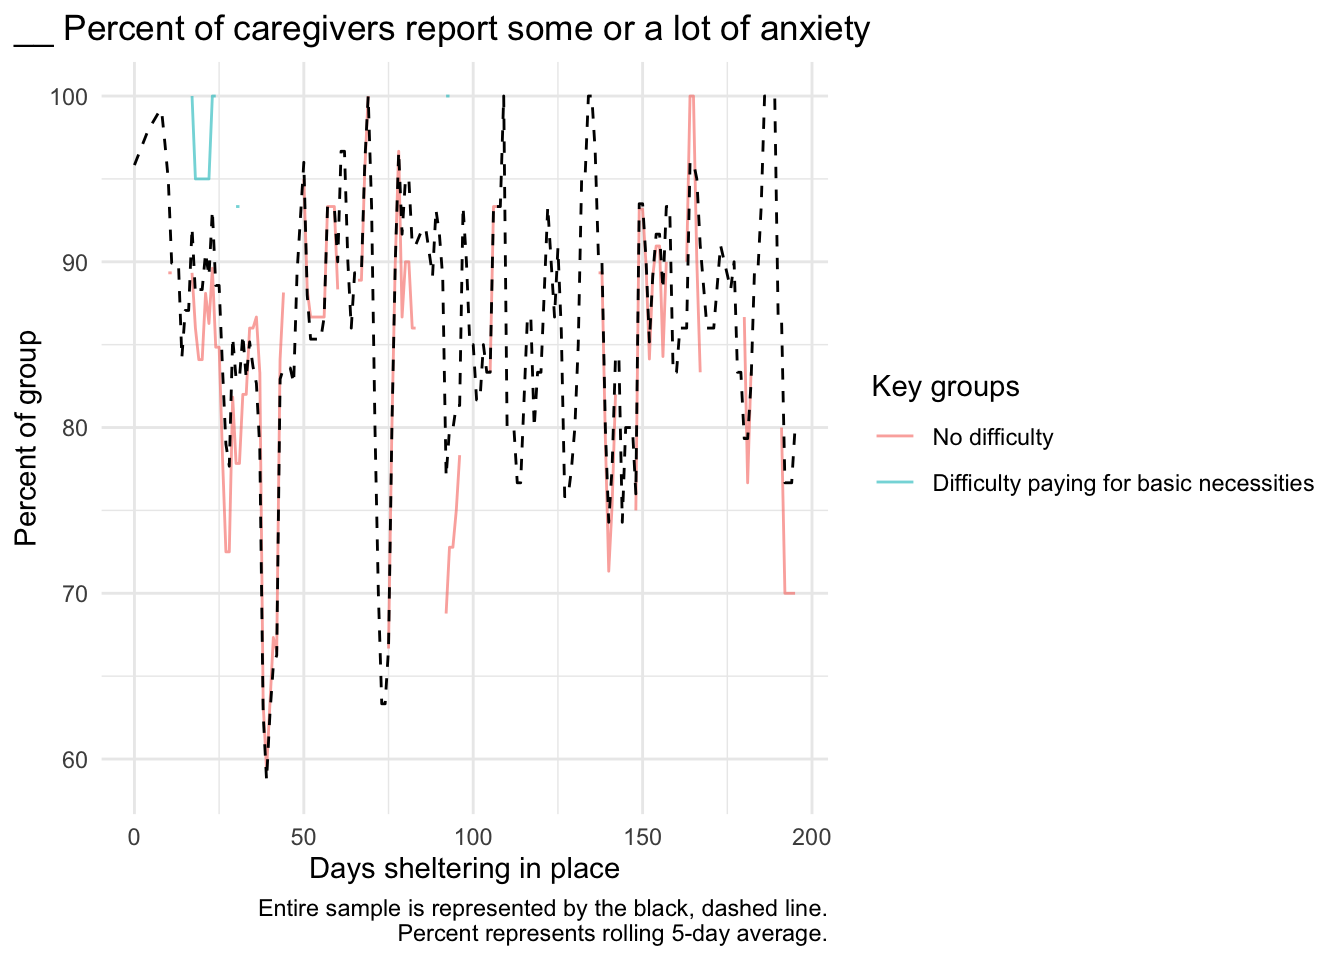 __ Percent of caregivers report some or a lot of anxiety
100
90
80
70
60
Percent of group
0 50 100 150 200
Days sheltering in place
Key groups
No difficulty
Difficulty paying for basic necessities
Entire sample is represented by the black, dashed line.
Percent represents rolling 5-day average.